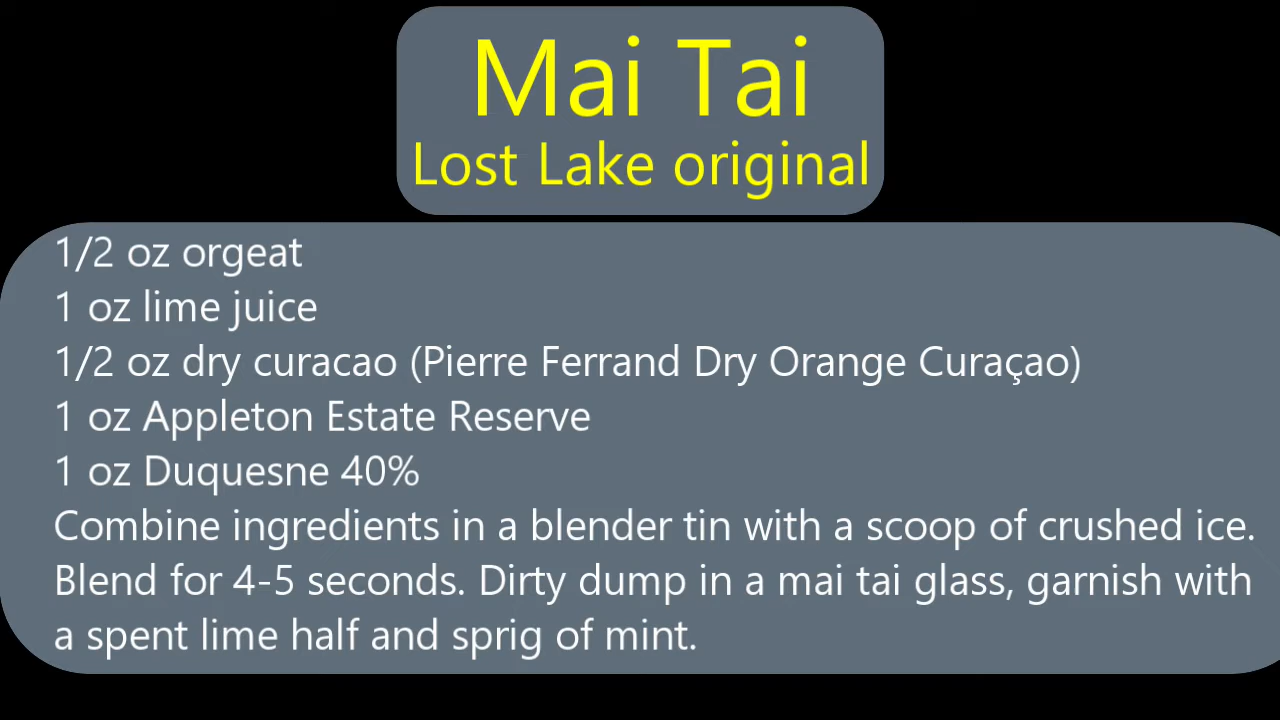 Mai Tai
Lost Lake original
1/2 oz orgeat
1 oz lime juice
1/2 oz dry curacao (Pierre Ferrand Dry Orange Curaçao)
1 oz Appleton Estate Reserve
1 oz Duquesne 40%
Combine ingredients in a blender tin with a scoop of crushed ice.
Blend for 4-5 seconds. Dirty dump in a mai tai glass, garnish with
a spent lime half and sprig of mint.